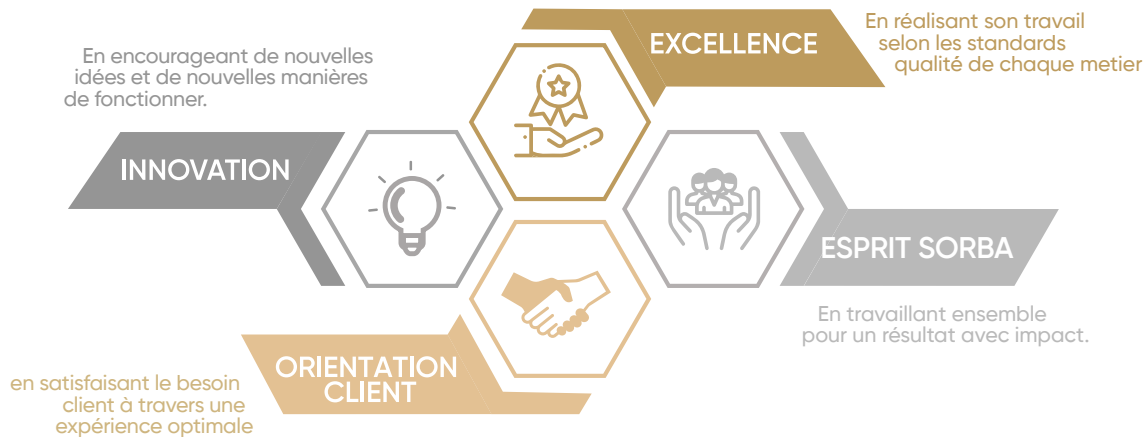 EXCELLENCE
En réalisant son travail
selon les standards
qualité de chaque metier
En encourageant de nouvelles
idées et de nouvelles manières
de fonctionner.
INNOVATION
ESPRIT SORBA
En travaillant ensemble
pour un résultat avec impact.
ORIENTATION
CLIENT
en satisfaisant le besoin
client à travers une
expérience optimale